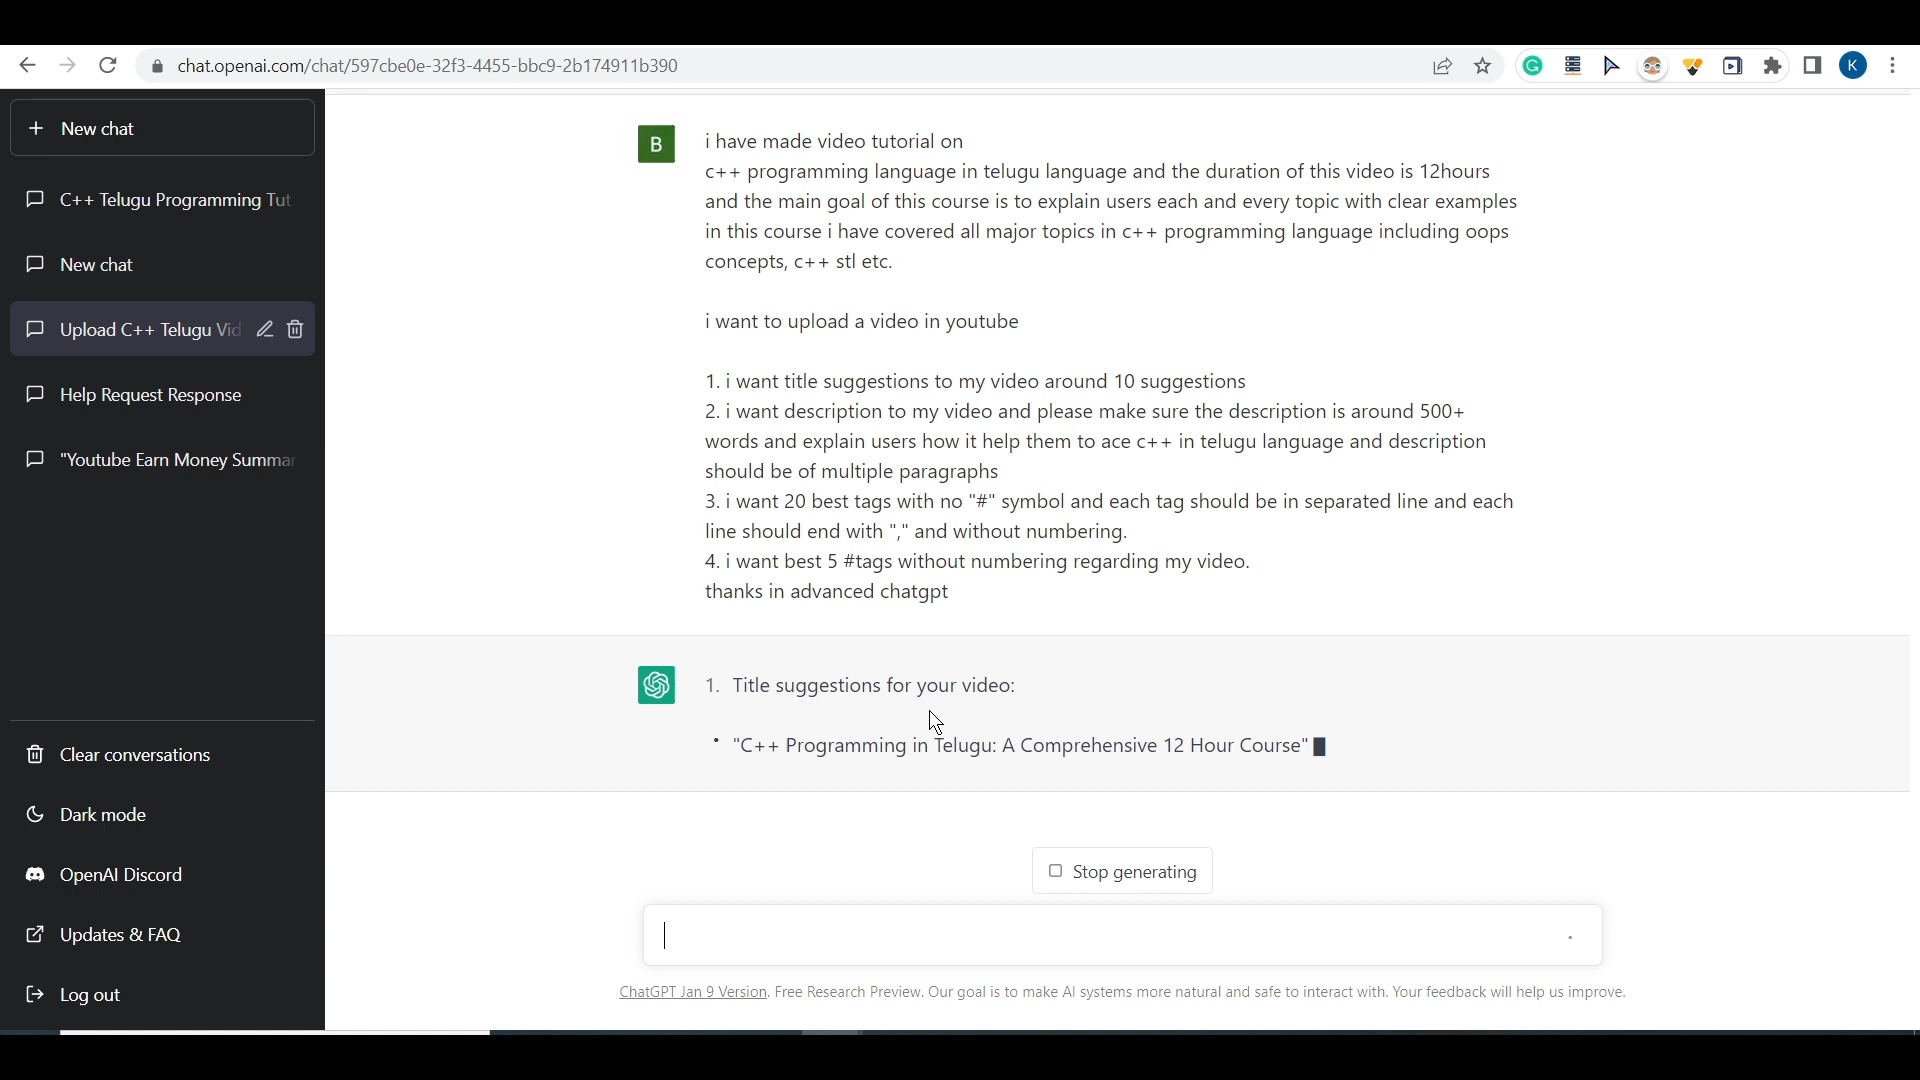 chat.openai.com/chat/597cbe0e-32f3-4455-bbc9-2b174911b390
K
New chat
C++ Telugu Programming Tut
New chat
Upload C++ Telugu Vid
Help Request Response
"Youtube Earn Money Summar
Clear conversations
Dark mode
OpenAI Discord
Updates & FAQ
Log out
B
i have made video tutorial on
c++ programming language in telugu language and the duration of this video is 12hours
and the main goal of this course is to explain users each and every topic with clear examples
in this course i have covered all major topics in c++ programming language including oops
concepts, c++ stl etc.
i want to upload a video in youtube
1. i want title suggestions to my video around 10 suggestions
2. i want description to my video and please make sure the description is around 500+
words and explain users how it help them to ace c++ in telugu language and description
should be of multiple paragraphs
3. i want 20 best tags with no "#" symbol and each tag should be in separated line and each
line should end with "," and without numbering.
4. i want best 5 #tags without numbering regarding my video.
thanks in advanced chatgpt
1. Title suggestions for your video:
• "C++ Programming in Telugu: A Comprehensive 12 Hour Course"
Stop generating
ChatGPT Jan 9 Version. Free Research Preview. Our goal is to make AI systems more natural and safe to interact with. Your feedback will help us improve.